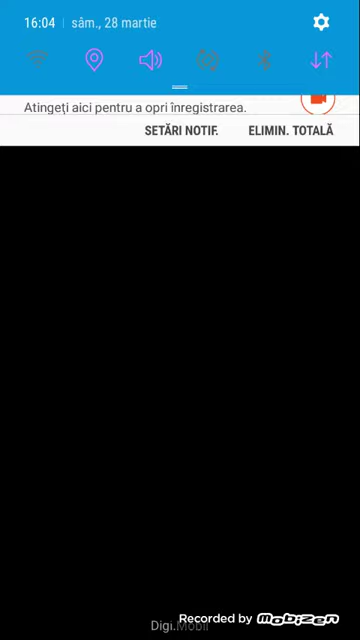 16:04 | sâm., 28 martie
Atingeți aici pentru a opri înregistrarea.
SETĂRI NOTIF. ELIMIN. TOTALĂ
Recorded by Mobizen
Digi.Mobil